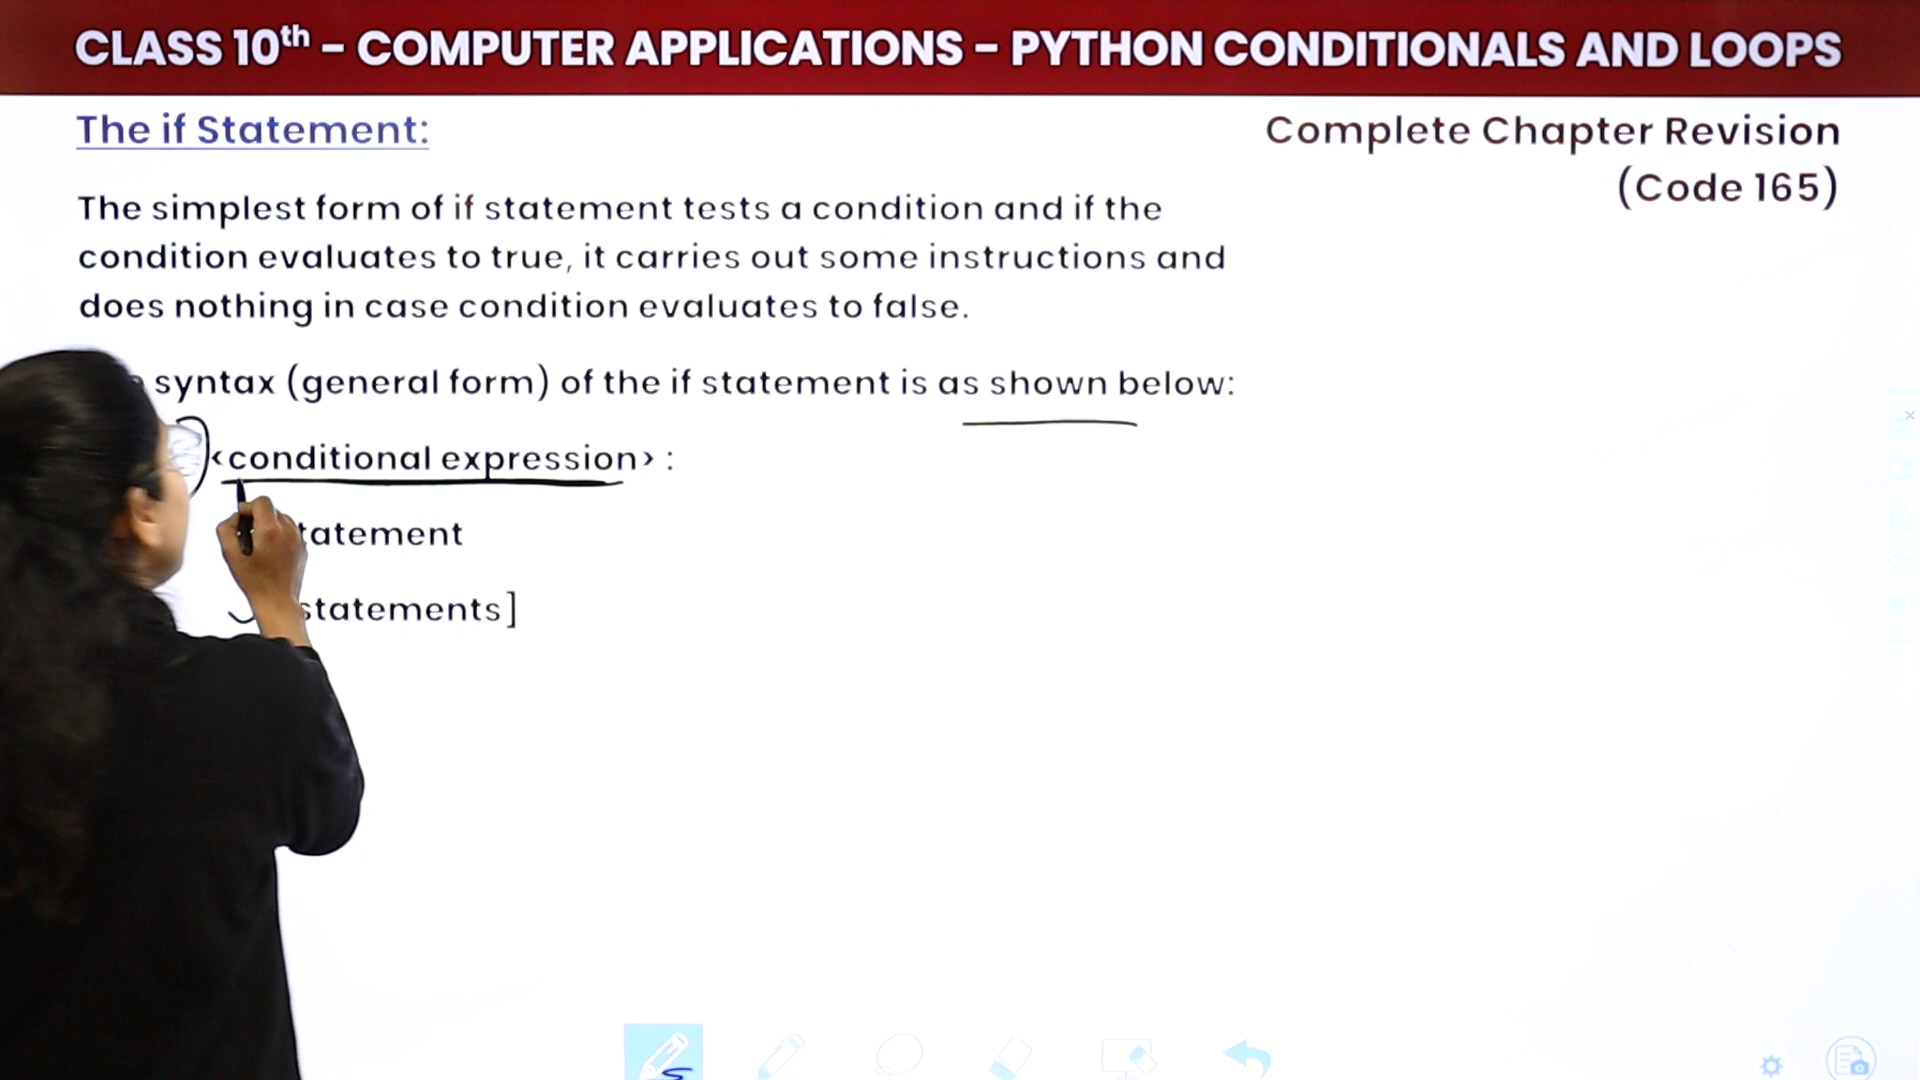 CLASS 10th – COMPUTER APPLICATIONS – PYTHON CONDITIONALS AND LOOPS
The if Statement:
Complete Chapter Revision
(Code 165)
The simplest form of if statement tests a condition and if the
condition evaluates to true, it carries out some instructions and
does nothing in case condition evaluates to false.
syntax (general form) of the if statement is as shown below:
<conditional expression> :
tatement
statements]